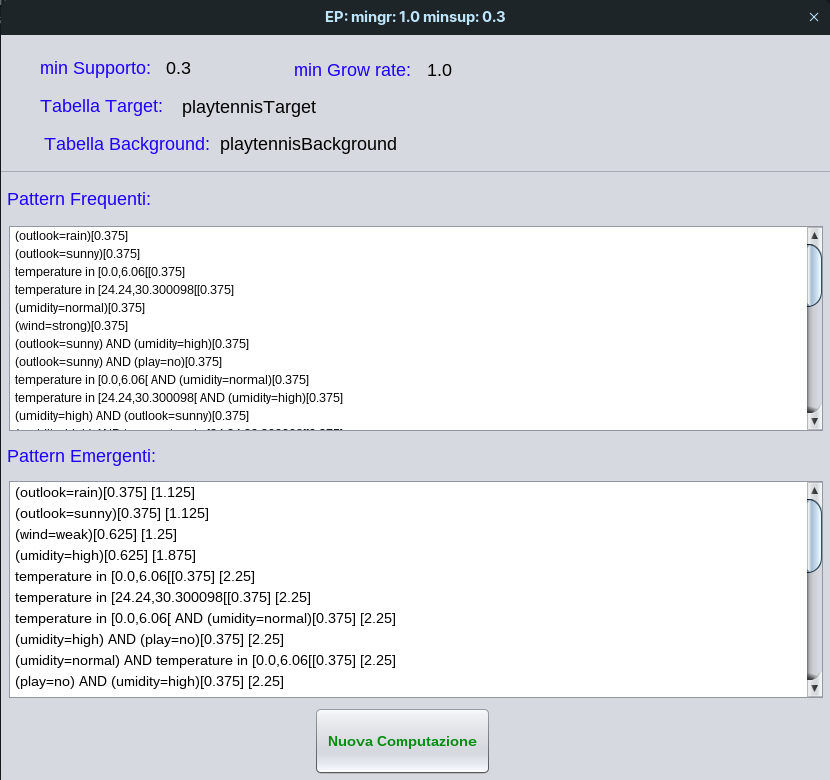 EP: mingr: 1.0 minsup: 0.3
min Supporto: 0.3 min Grow rate: 1.0
Tabella Target: playtennisTarget
Tabella Background: playtennisBackground
Pattern Frequenti:
(outlook=rain)[0.375]
(outlook=sunny)[0.375]
temperature in [0.0,6.06[[0.375]
temperature in [24.24,30.300098[[0.375]
(umidity=normal)[0.375]
(wind=strong)[0.375]
(outlook=sunny) AND (umidity=high)[0.375]
(outlook=sunny) AND (play=no)[0.375]
temperature in [0.0,6.06[ AND (umidity=normal)[0.375]
temperature in [24.24,30.300098[ AND (umidity=high)[0.375]
(umidity=high) AND (outlook=sunny)[0.375]
Pattern Emergenti:
(outlook=rain)[0.375] [1.125]
(outlook=sunny)[0.375] [1.125]
(wind=weak)[0.625] [1.25]
(umidity=high)[0.625] [1.875]
temperature in [0.0,6.06[[0.375] [2.25]
temperature in [24.24,30.300098[[0.375] [2.25]
temperature in [0.0,6.06[ AND (umidity=normal)[0.375] [2.25]
(umidity=high) AND (play=no)[0.375] [2.25]
(umidity=normal) AND temperature in [0.0,6.06[[0.375] [2.25]
(play=no) AND (umidity=high)[0.375] [2.25]
Nuova Computazione